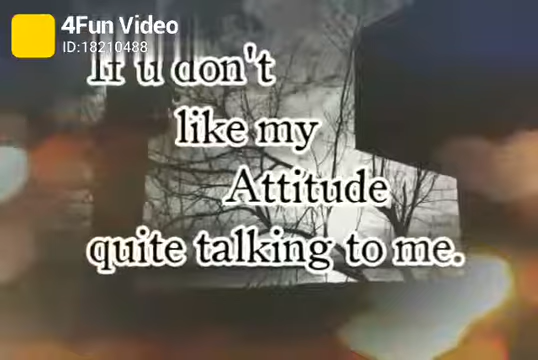 4Fun Video
ID:18210488
If u don't
like my
Attitude
quite talking to me.